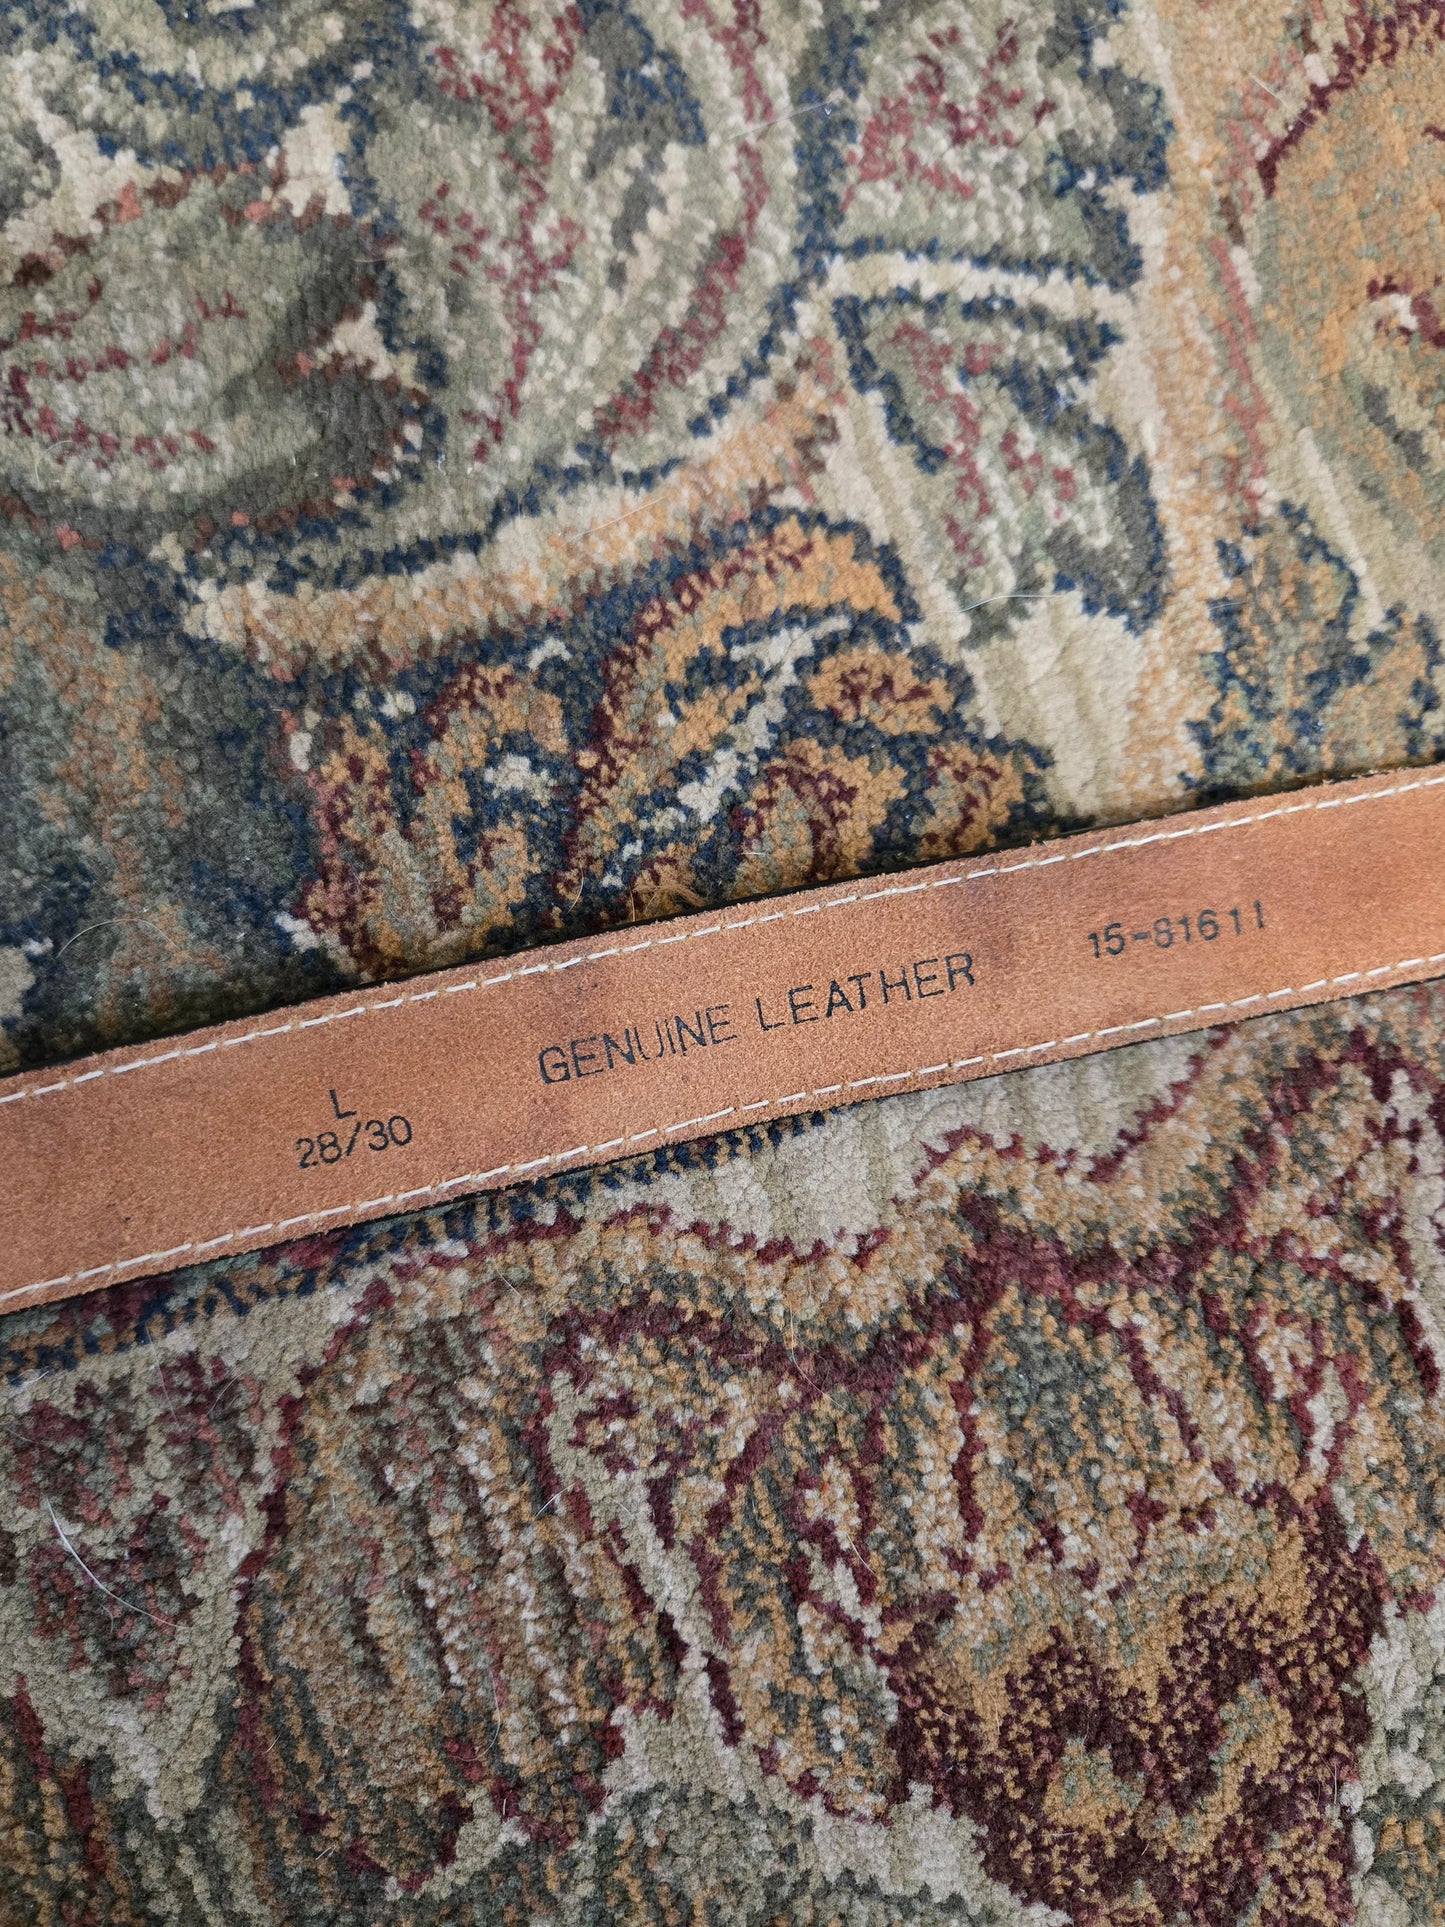 L
28/30
GENUINE LEATHER
15-81611